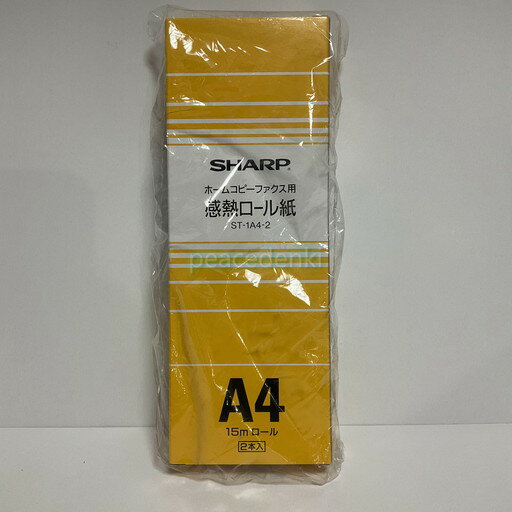 SHARP
ホームコピーファクス用
感熱ロール紙
ST-1A4-2
peacedenki
A4
15mロール
2本入